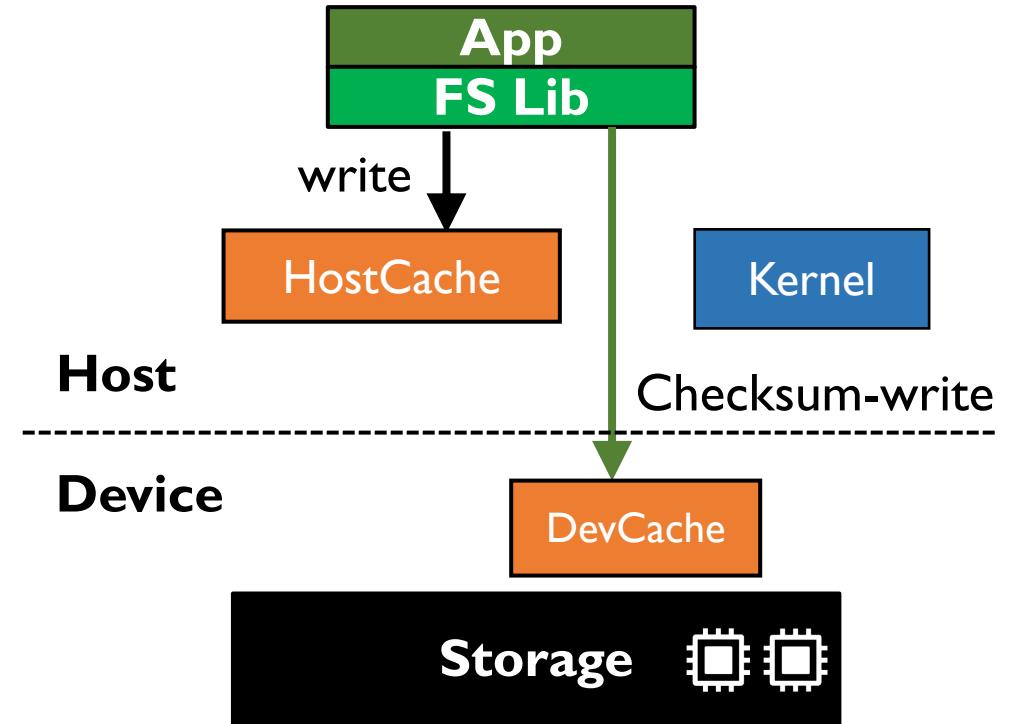 App
FS Lib
write
HostCache
Kernel
Host
Checksum-write
Device
DevCache
Storage